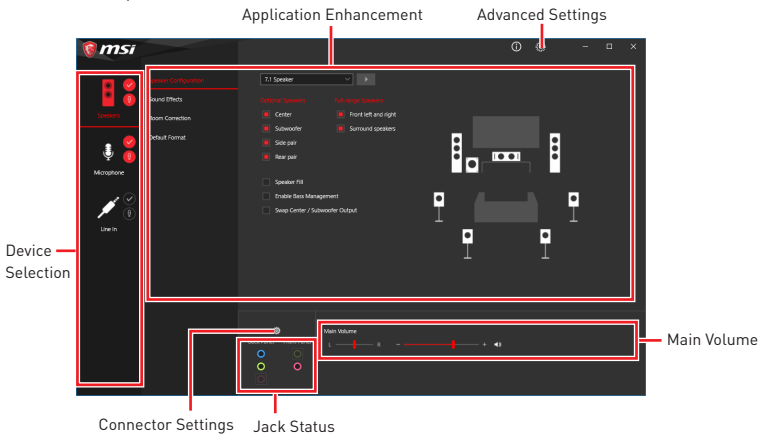 Application Enhancement
Advanced Settings
msi
Speaker Configuration
7.1 Speaker
Sound Effects
Room Correction
Default Format
Optional Speakers
Full-range Speakers
Center
Front left and right
Subwoofer
Surround speakers
Side pair
Rear pair
Speaker Fill
Enable Bass Management
Swap Center / Subwoofer Output
Speakers
Microphone
Line In
Device
Selection
Main Volume
L
R
Main Volume
Connector Settings
Jack Status